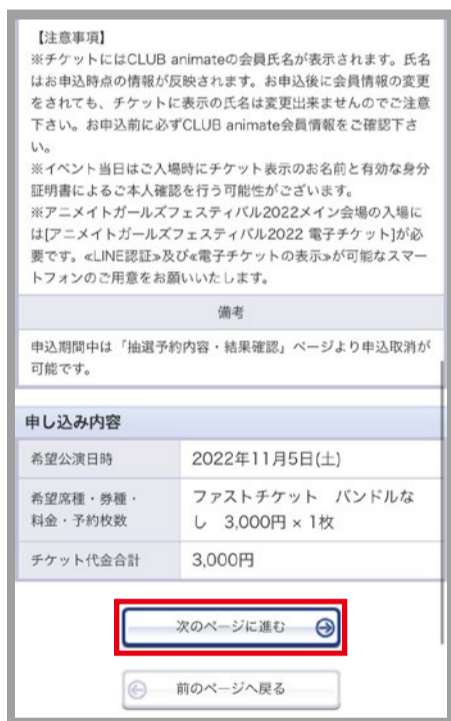 【注意事項】
※チケットにはCLUB animateの会員氏名が表示されます。氏名
はお申込時点の情報が反映されます。お申込後に会員情報の変更
をされても、チケットに表示の氏名は変更出来ませんのでご注意
下さい。お申込前に必ずCLUB animate会員情報をご確認下さ
い。
※イベント当日はご入場時にチケット表示のお名前と有効な身分
証明書によるご本人確認を行う可能性がございます。
※アニメイトガールズフェスティバル2022メイン会場の入場に
は[アニメイトガールズフェスティバル2022 電子チケット]が必
要です。≪LINE認証≫及び≪電子チケットの表示≫が可能なスマー
トフォンのご用意をお願いいたします。
備考
申込期間中は「抽選予約内容・結果確認」ページより申込取消が
可能です。
申し込み内容
希望公演日時 2022年11月5日(土)
希望席種・券種・ ファストチケット バンドルな
料金・予約枚数 し 3,000円 × 1枚
チケット代金合計 3,000円
次のページに進む
前のページへ戻る